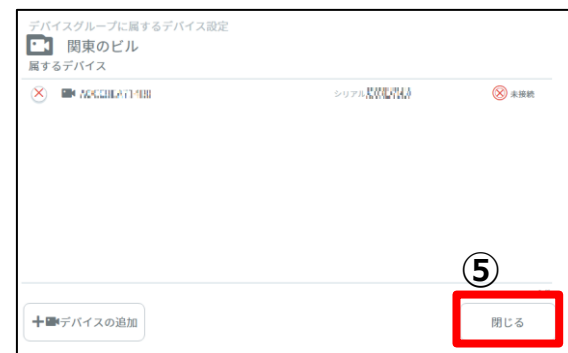 デバイスグループに属するデバイス設定
関東のビル
属するデバイス
シリアル
未接続
⑤
デバイスの追加
閉じる